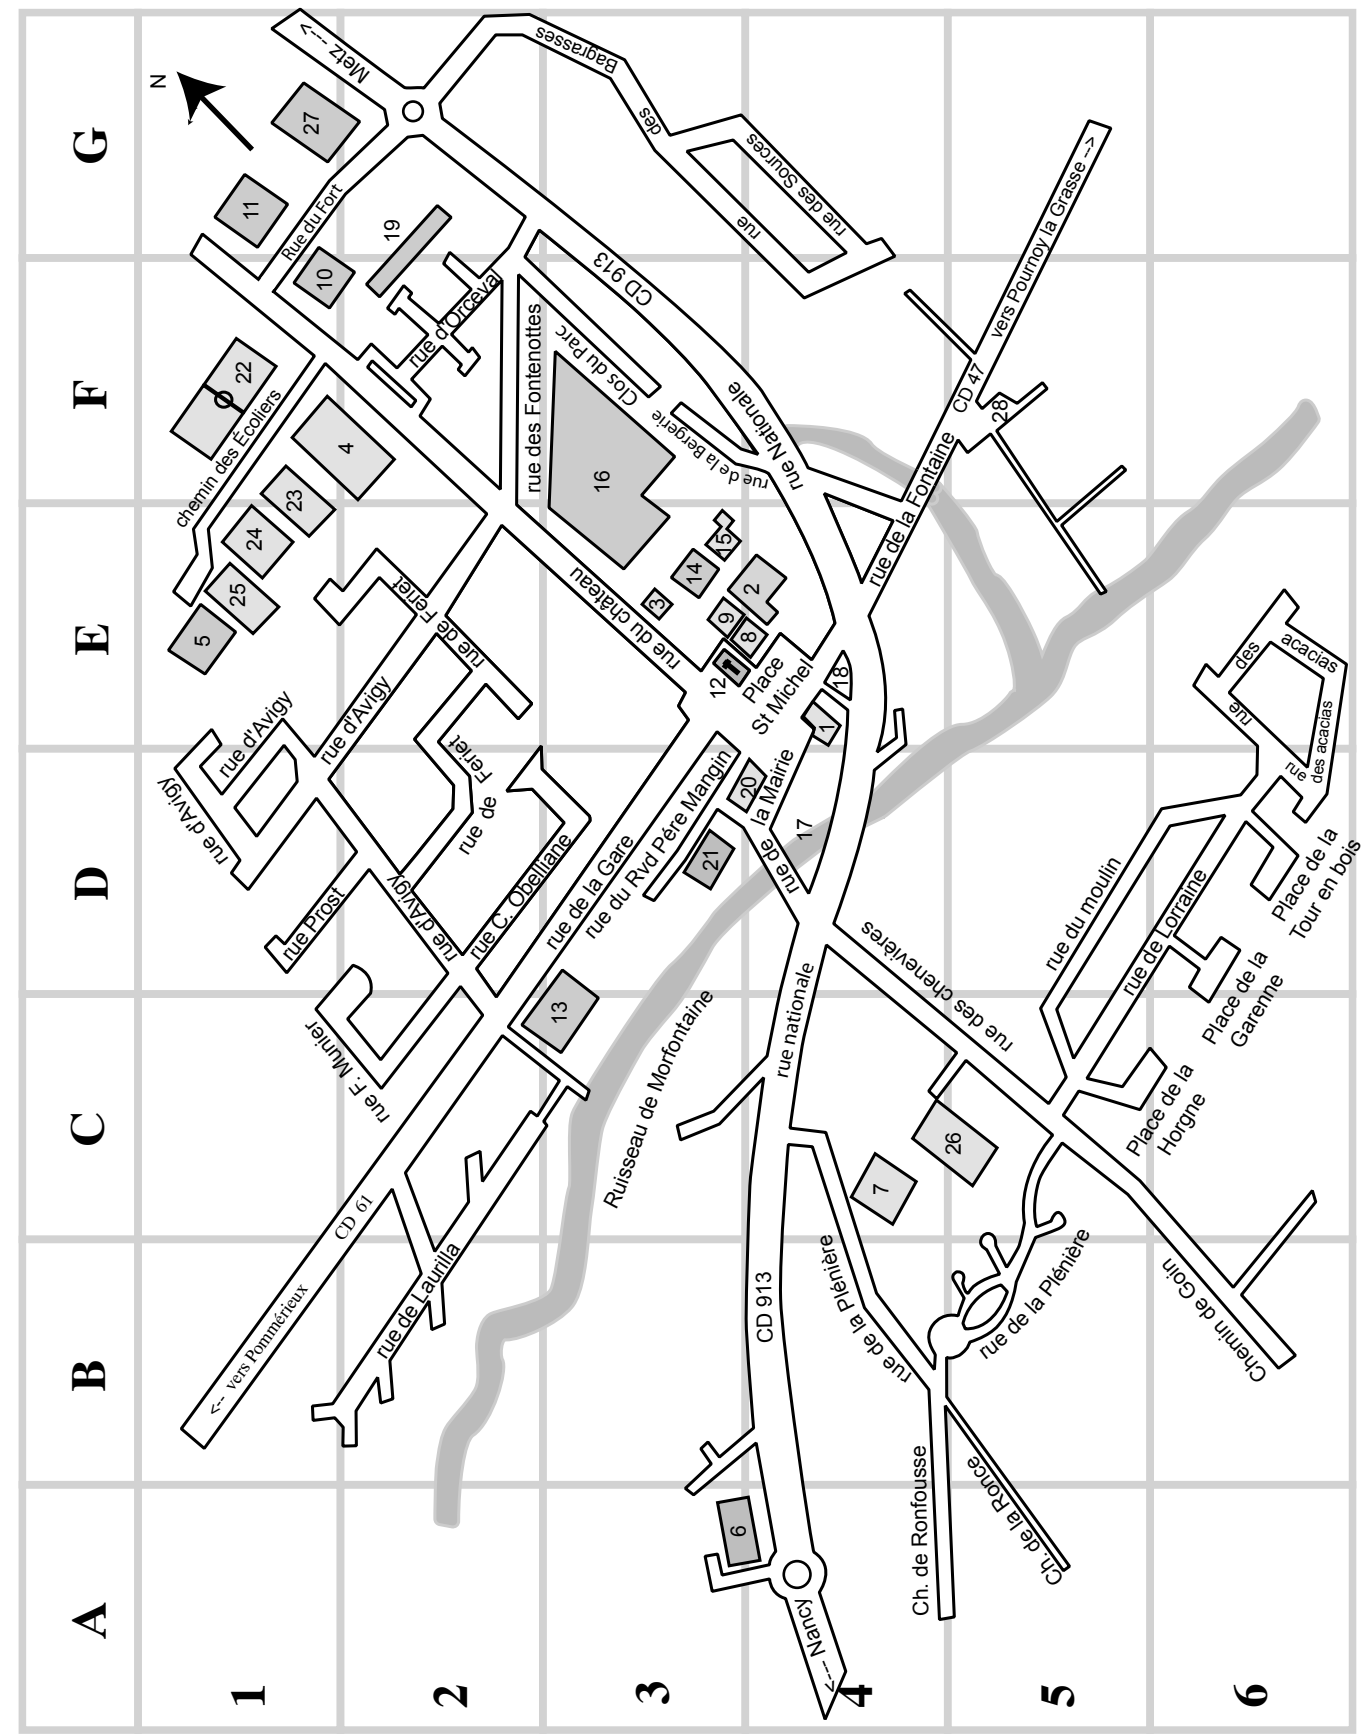 G
F
E
D
C
B
A
1
2
3
4
5
6
N
Metz --->
27
11
Rue du Fort
10
19
rue d'Orceval
rue
des
Bagrasses
rue des Sources
vers Pournoy la Grasse -->
CD 913
CD 47
28
22
chemin des Écoliers
4
23
24
25
5
rue des Fontenottes
Clos du Parc
rue de la Bergerie
16
rue Nationale
rue de la Fontaine
15
14
3
2
9
8
12
rue du château
Place
St Michel
18
1
rue de Feriet
rue de Feriet
rue d'Avigy
rue d'Avigy
rue d'Avigy
rue d'Avigy
rue Prost
rue C. Obelliane
rue de la Gare
rue du Rvd Pére Mangin
20
21
rue de la Mairie
17
rue F. Munier
13
Ruisseau de Morfontaine
rue nationale
rue des chenevières
rue du moulin
rue de Lorraine
rue des acacias
rue des acacias
Place de la
Tour en bois
Place de la
Garenne
Place de la
Horgne
26
7
CD 61
<-- vers Pommérieux
rue de Laurilla
CD 913
rue de la Plénière
rue de la Plénière
Chemin de Goin
Ch. de Ronfousse
Ch. de la Ronce
6
<---- Nancy